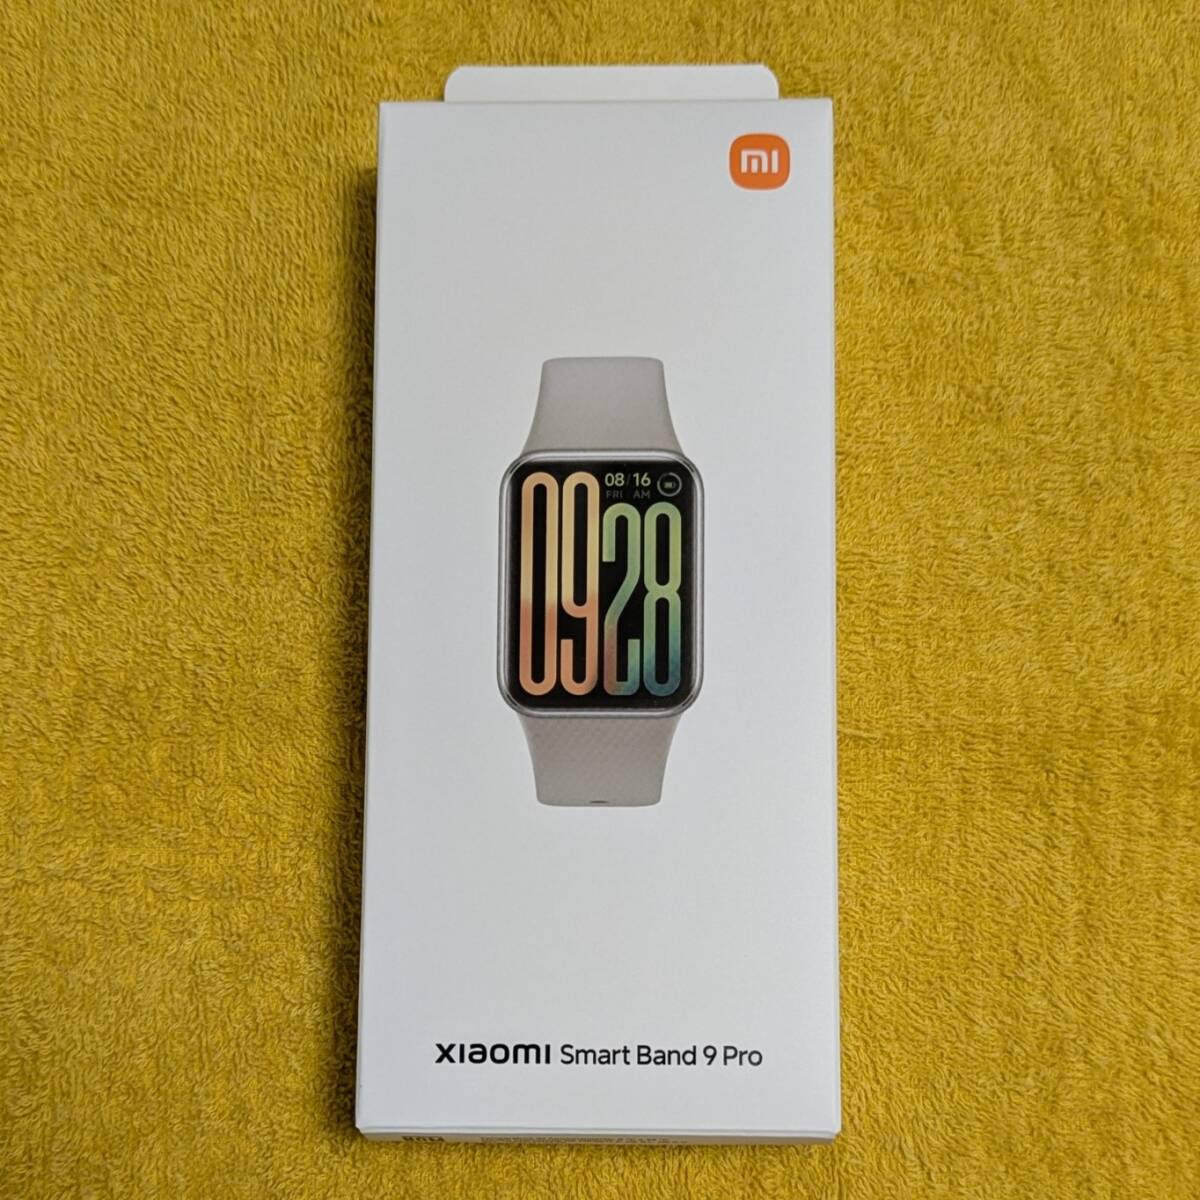 mi
08/16
FRI AM
0928
xiaomi Smart Band 9 Pro